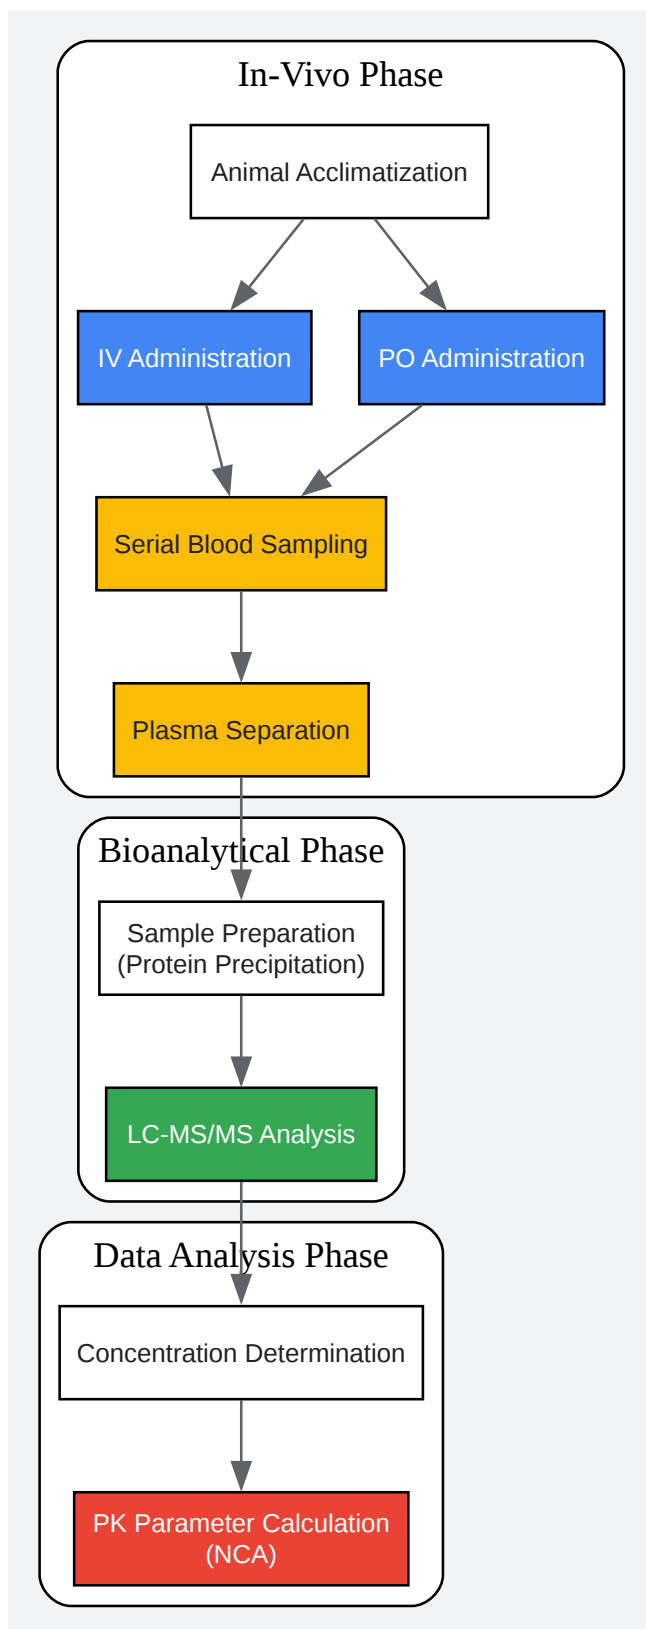 In-Vivo Phase
Animal Acclimatization
IV Administration
PO Administration
Serial Blood Sampling
Plasma Separation
Bioanalytical Phase
Sample Preparation
(Protein Precipitation)
LC-MS/MS Analysis
Data Analysis Phase
Concentration Determination
PK Parameter Calculation
(NCA)